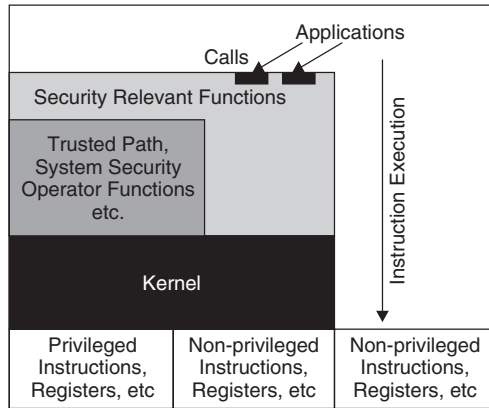 Applications
Calls
Security Relevant Functions
Trusted Path,
System Security
Operator Functions
etc.
Kernel
Instruction Execution
Privileged
Instructions,
Registers, etc
Non-privileged
Instructions,
Registers, etc
Non-privileged
Instructions,
Registers, etc